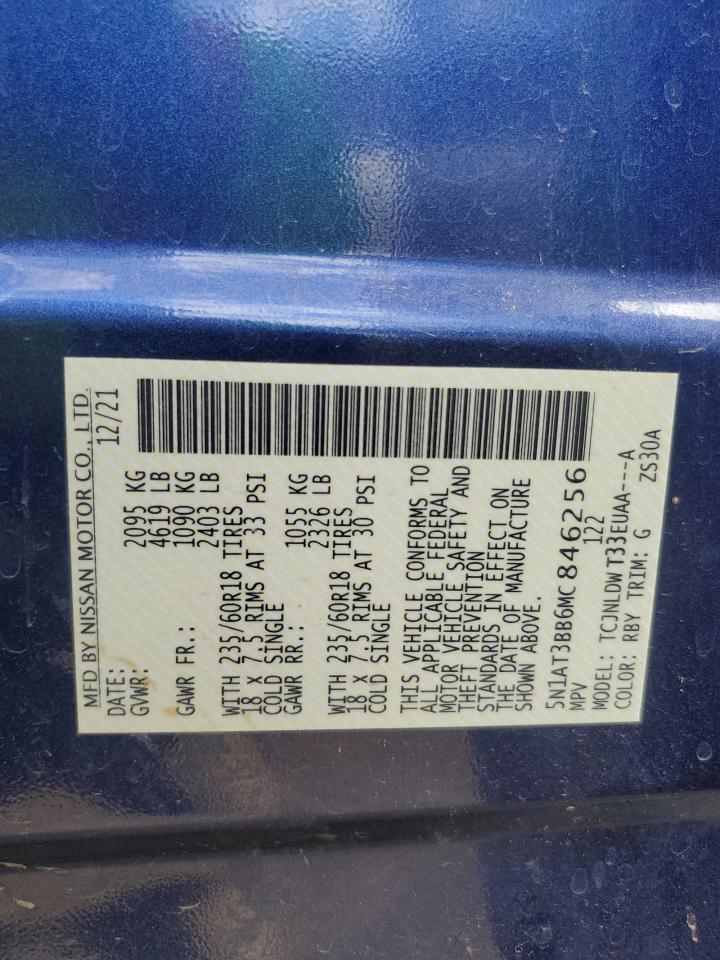 MFD BY NISSAN MOTOR CO., LTD.
DATE: 12/21
GVWR: 2095 KG
4619 LB
GAWR FR.: 1090 KG
2403 LB
WITH 235/60R18 TIRES
18 X 7.5 RIMS AT 33 PSI
COLD SINGLE
GAWR RR.: 1055 KG
2326 LB
WITH 235/60R18 TIRES
18 X 7.5 RIMS AT 30 PSI
COLD SINGLE
THIS VEHICLE CONFORMS TO
ALL APPLICABLE FEDERAL
MOTOR VEHICLE SAFETY AND
THEFT PREVENTION
STANDARDS IN EFFECT ON
THE DATE OF MANUFACTURE
SHOWN ABOVE.
5N1AT3BB6MC846256
MPV 122
MODEL: TCJNLDWT33EUAA---A
COLOR: RBY TRIM: G ZS30A